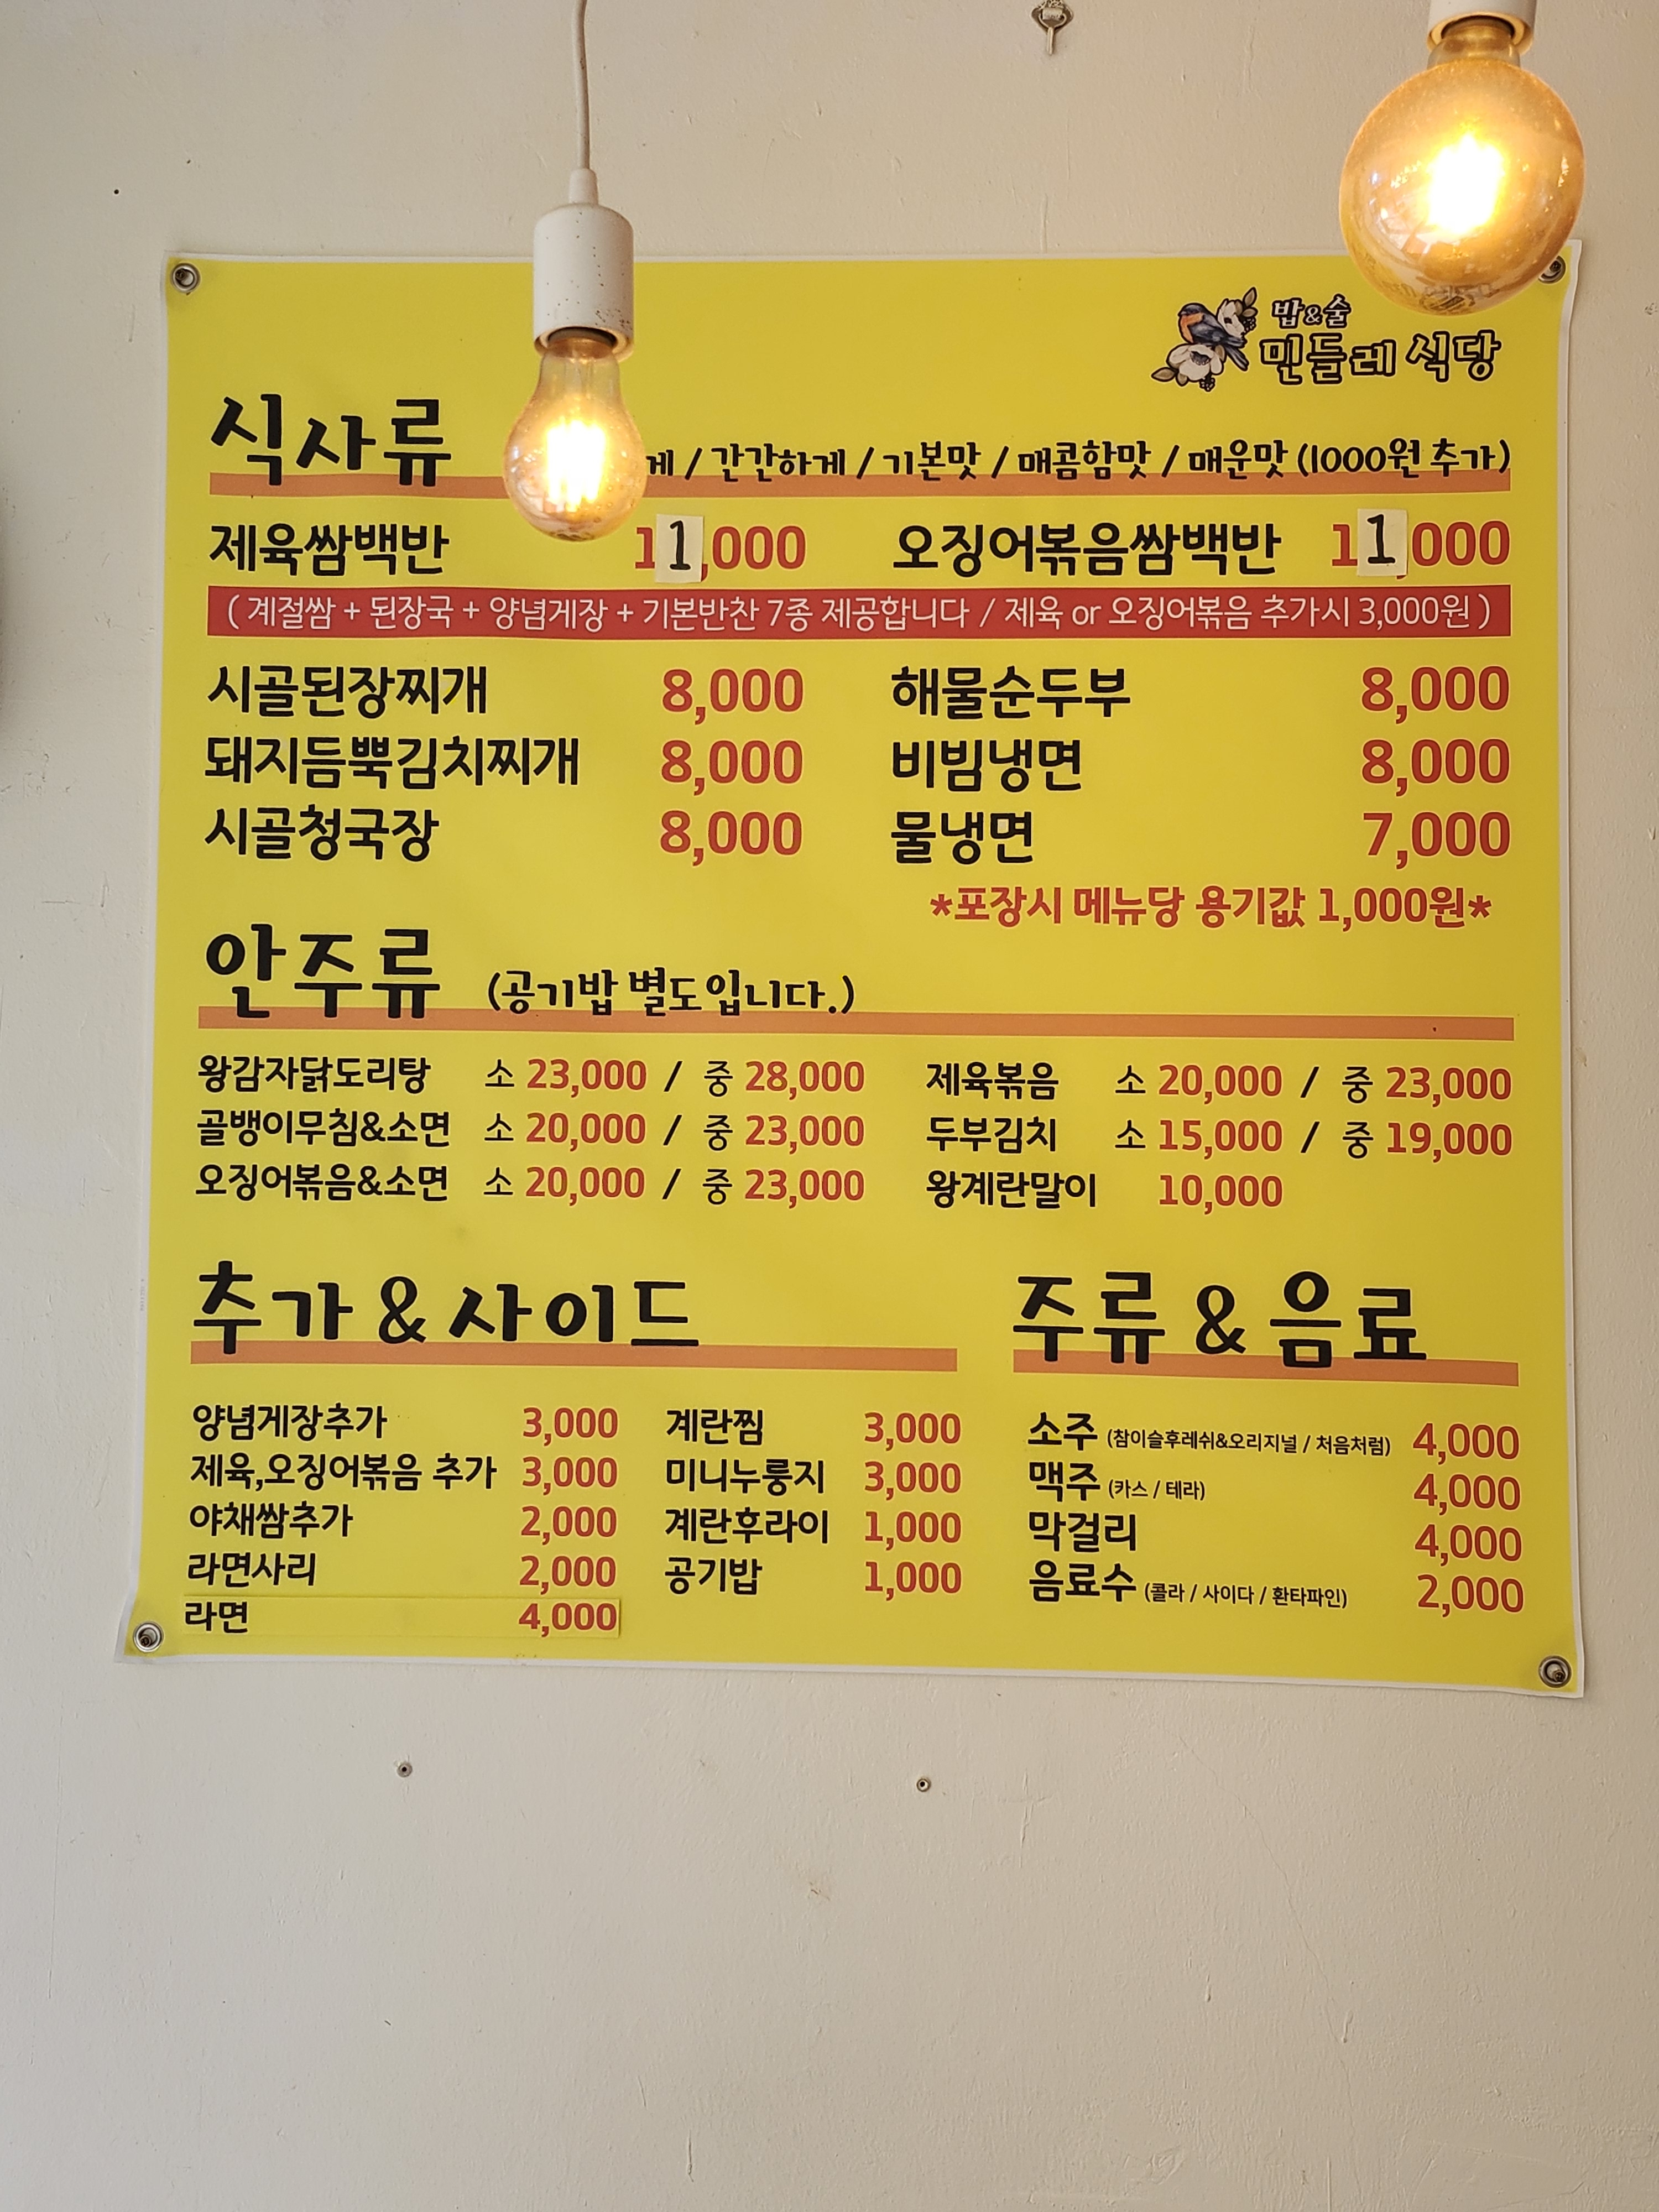 밥&술
민들레 식당
식사류
게 / 간간하게 / 기본맛 / 매콤함맛 / 매운맛 (1000원 추가)
제육쌈백반 11,000 오징어볶음쌈백반 11,000
( 계절쌈 + 된장국 + 양념게장 + 기본반찬 7종 제공합니다 / 제육 or 오징어볶음 추가시 3,000원 )
시골된장찌개 8,000 해물순두부 8,000
돼지듬뿍김치찌개 8,000 비빔냉면 8,000
시골청국장 8,000 물냉면 7,000
*포장시 메뉴당 용기값 1,000원*
안주류 (공기밥 별도입니다.)
왕감자닭도리탕 소 23,000 / 중 28,000 제육볶음 소 20,000 / 중 23,000
골뱅이무침&소면 소 20,000 / 중 23,000 두부김치 소 15,000 / 중 19,000
오징어볶음&소면 소 20,000 / 중 23,000 왕계란말이 10,000
추가 & 사이드
양념게장추가 3,000 계란찜 3,000
제육,오징어볶음 추가 3,000 미니누룽지 3,000
야채쌈추가 2,000 계란후라이 1,000
라면사리 2,000 공기밥 1,000
라면 4,000
주류 & 음료
소주 (참이슬후레쉬&오리지널 / 처음처럼) 4,000
맥주 (카스 / 테라) 4,000
막걸리 4,000
음료수 (콜라 / 사이다 / 환타파인) 2,000